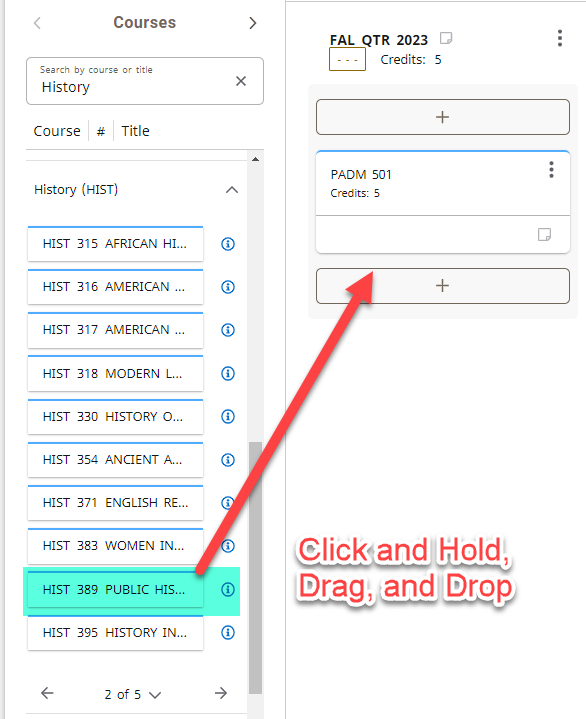 Courses
Search by course or title
History
Course # Title
History (HIST)
HIST 315 AFRICAN HI...
HIST 316 AMERICAN ...
HIST 317 AMERICAN ...
HIST 318 MODERN L...
HIST 330 HISTORY O...
HIST 354 ANCIENT A...
HIST 371 ENGLISH RE...
HIST 383 WOMEN IN...
HIST 389 PUBLIC HIS...
HIST 395 HISTORY IN...
2 of 5
FAL QTR 2023
--- Credits: 5
+
PADM 501
Credits: 5
+
Click and Hold,
Drag, and Drop